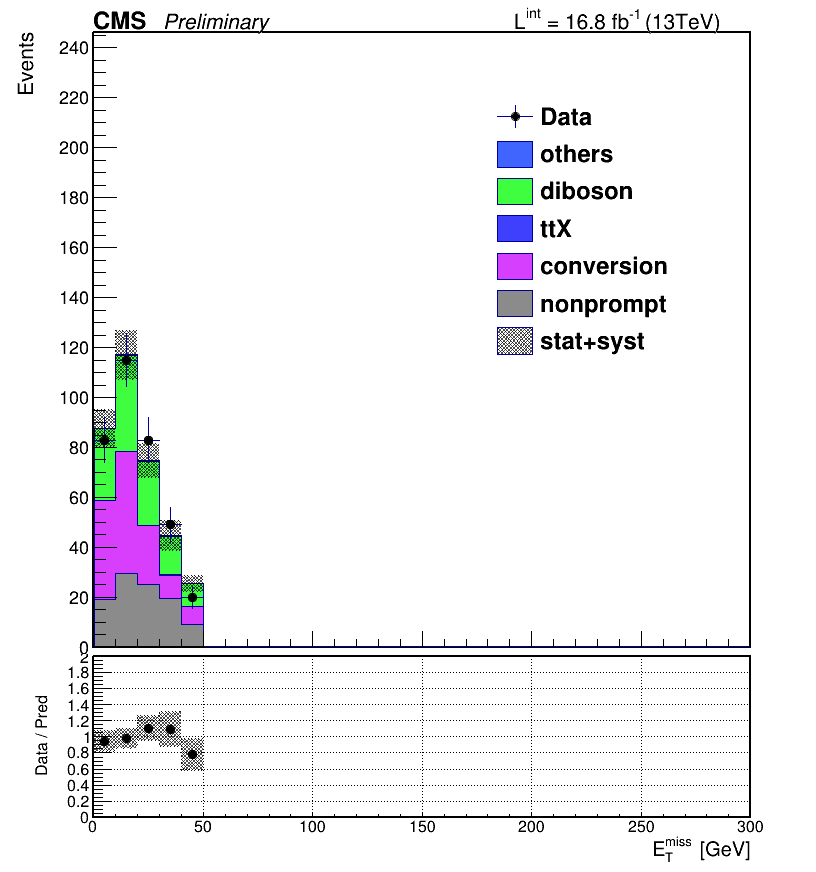 CMS Preliminary L^int = 16.8 fb^-1 (13TeV)
Events
240
220
200
180
160
140
120
100
80
60
40
20
0
Data
others
diboson
ttX
conversion
nonprompt
stat+syst
Data / Pred
2
1.8
1.6
1.4
1.2
1
0.8
0.6
0.4
0.2
0
0 50 100 150 200 250 300
E_T^miss [GeV]